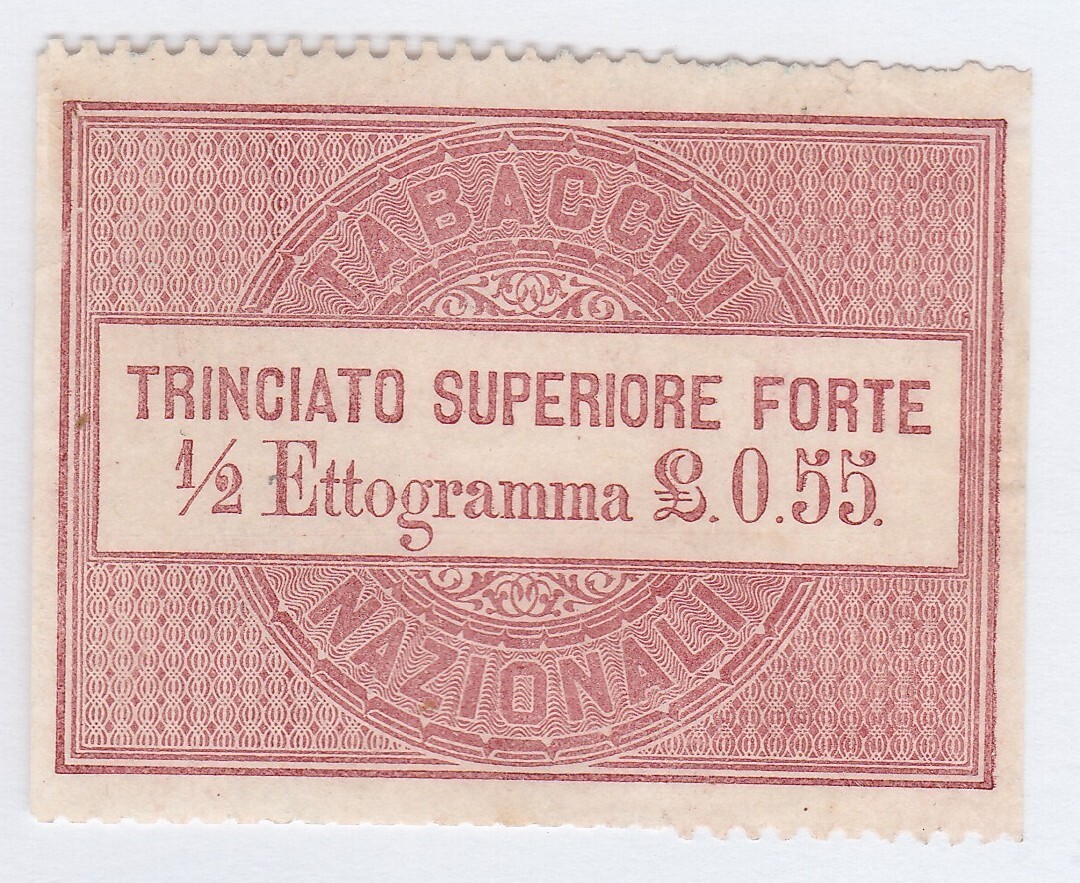 TABACCHI
TRINCIATO SUPERIORE FORTE
½ Ettogramma £. 0.55.
NAZIONALI